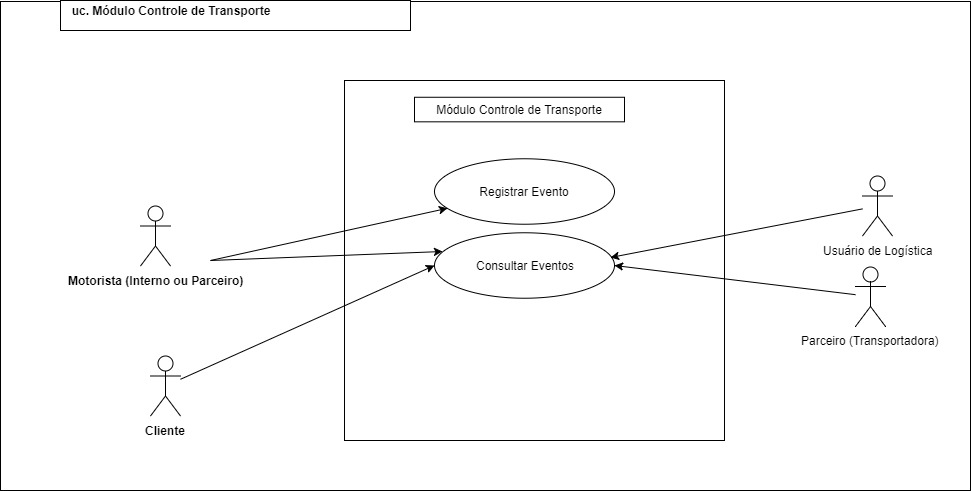 uc. Módulo Controle de Transporte
Módulo Controle de Transporte
Registrar Evento
Consultar Eventos
Motorista (Interno ou Parceiro)
Cliente
Usuário de Logística
Parceiro (Transportadora)